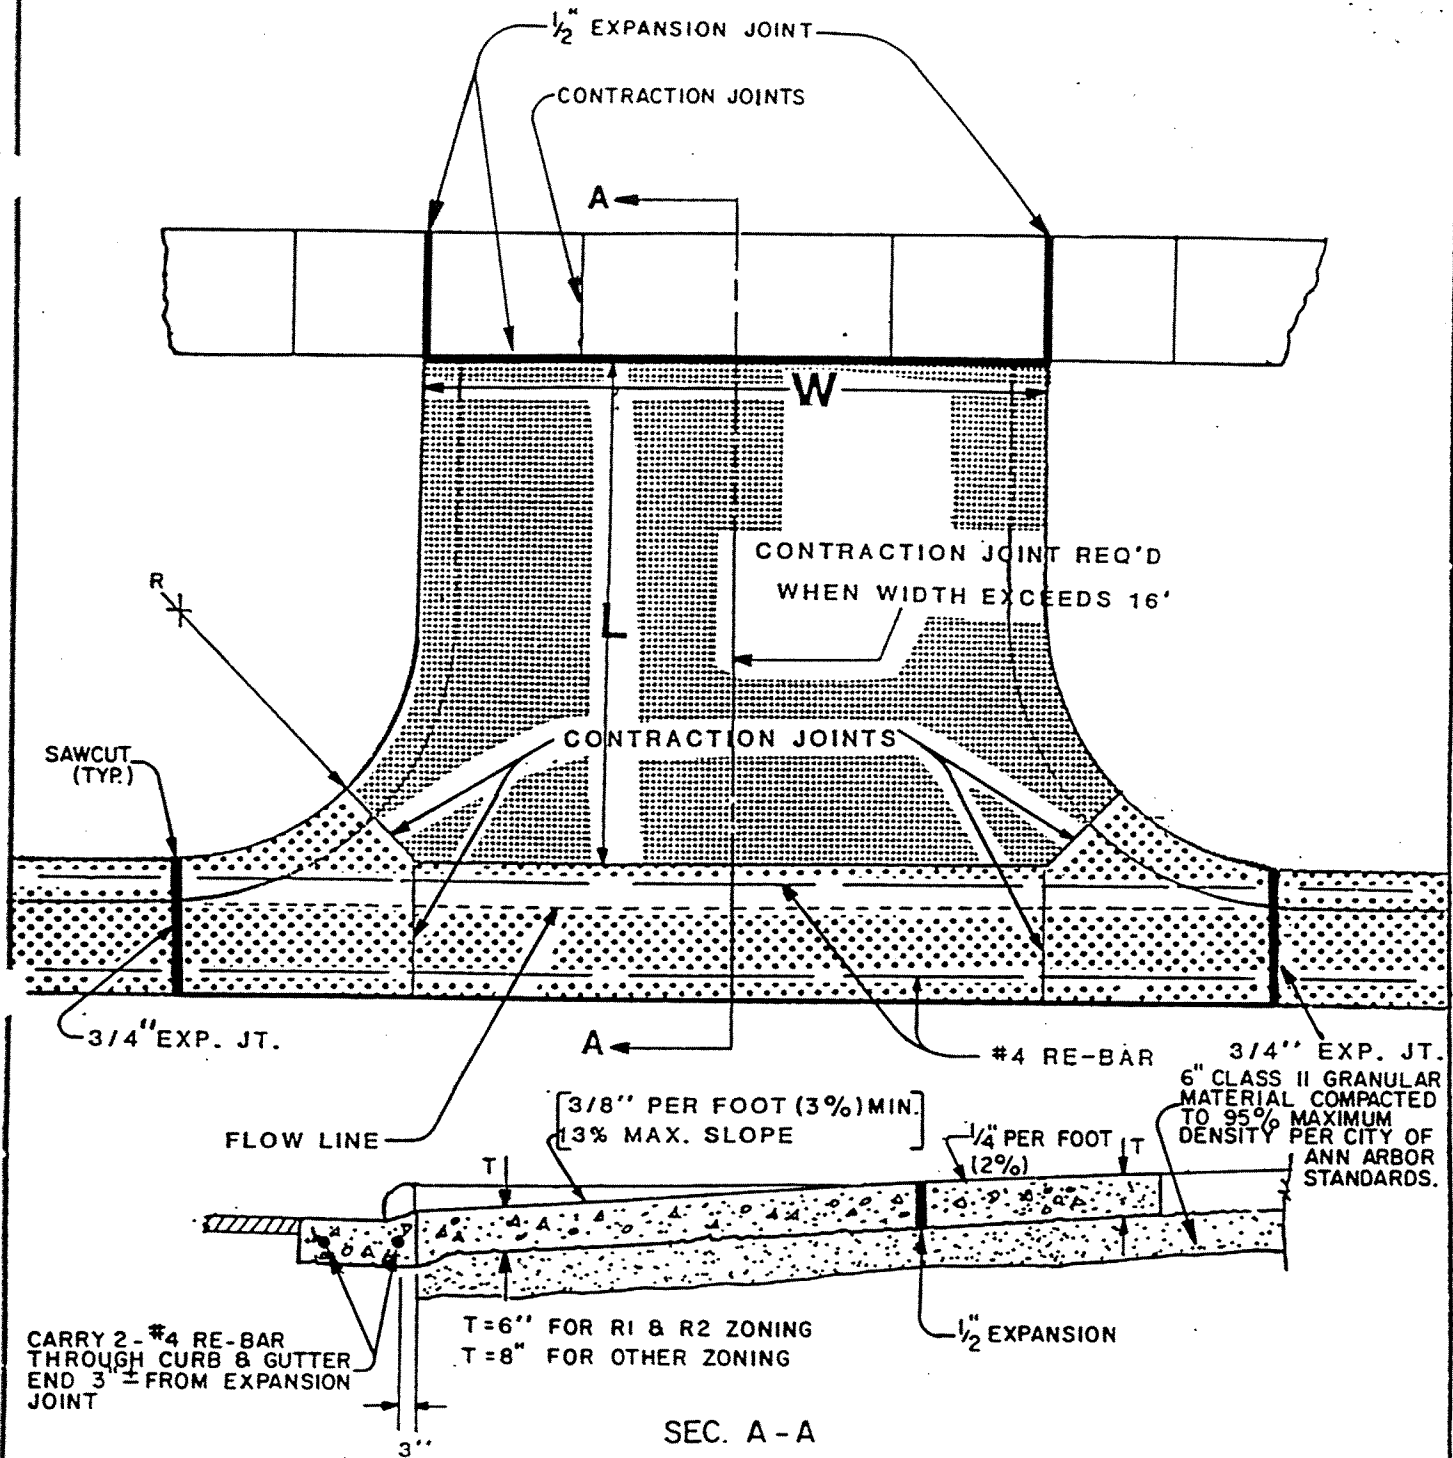 1/2" EXPANSION JOINT
CONTRACTION JOINTS
A
W
CONTRACTION JOINT REQ'D
WHEN WIDTH EXCEEDS 16'
R
L
CONTRACTION JOINTS
SAWCUT
(TYP.)
3/4" EXP. JT.
A
#4 RE-BAR
3/4" EXP. JT.
6" CLASS II GRANULAR
MATERIAL COMPACTED
TO 95% MAXIMUM
DENSITY PER CITY OF
ANN ARBOR
STANDARDS.
FLOW LINE
3/8" PER FOOT (3%) MIN.
13% MAX. SLOPE
1/4" PER FOOT
(2%)
T
T
CARRY 2-#4 RE-BAR
THROUGH CURB & GUTTER
END 3"± FROM EXPANSION
JOINT
T=6" FOR R1 & R2 ZONING
T=8" FOR OTHER ZONING
1/2" EXPANSION
3"
SEC. A-A